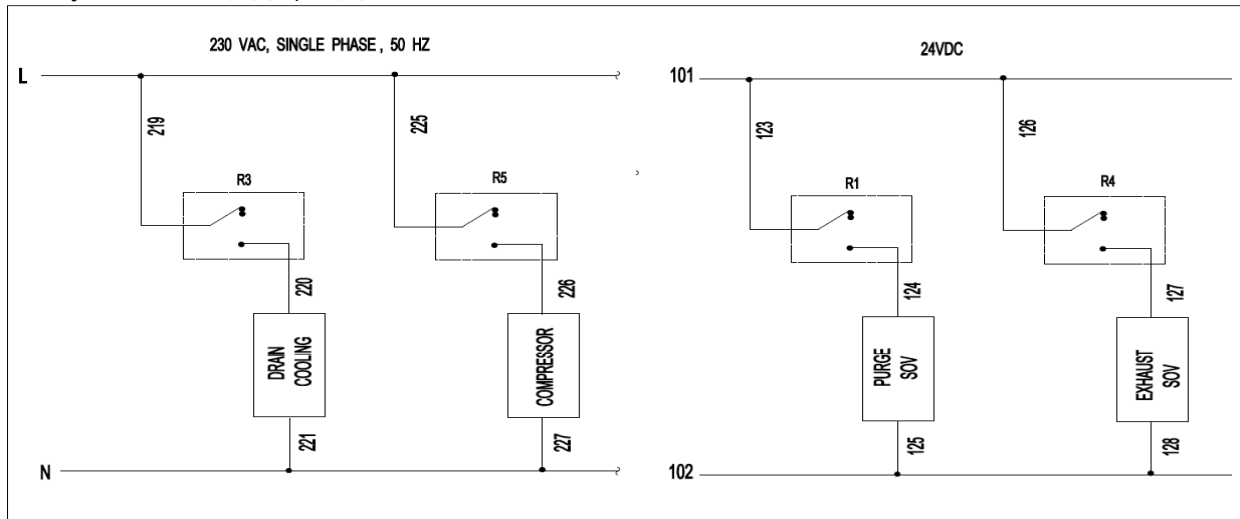 230 VAC, SINGLE PHASE, 50 HZ
24VDC
L
101
219
225
123
126
R3
R5
R1
R4
220
226
124
127
DRAIN
COOLING
COMPRESSOR
PURGE
SOV
EXHAUST
SOV
221
227
125
128
N
102